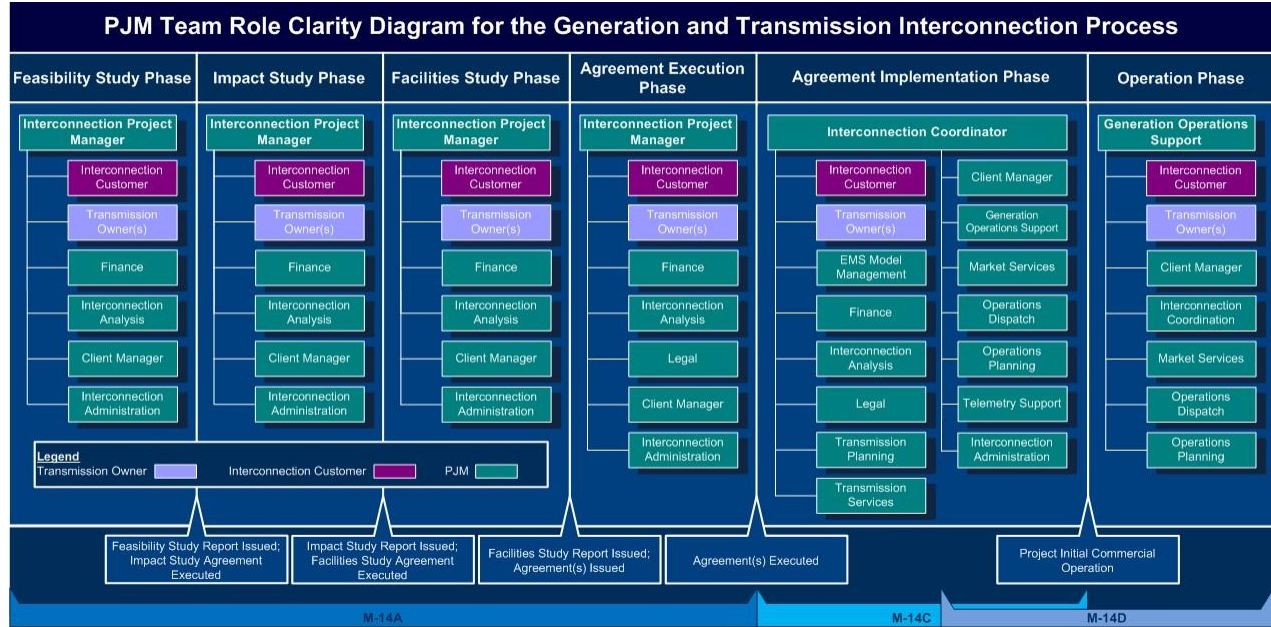 PJM Team Role Clarity Diagram for the Generation and Transmission Interconnection Process
Feasibility Study Phase
Impact Study Phase
Facilities Study Phase
Agreement Execution
Phase
Agreement Implementation Phase
Operation Phase
Interconnection Project
Manager
Interconnection
Customer
Transmission
Owner(s)
Finance
Interconnection
Analysis
Client Manager
Interconnection
Administration
Interconnection Project
Manager
Interconnection
Customer
Transmission
Owner(s)
Finance
Interconnection
Analysis
Client Manager
Interconnection
Administration
Interconnection Project
Manager
Interconnection
Customer
Transmission
Owner(s)
Finance
Interconnection
Analysis
Client Manager
Interconnection
Administration
Interconnection Project
Manager
Interconnection
Customer
Transmission
Owner(s)
Finance
Interconnection
Analysis
Legal
Client Manager
Interconnection
Administration
Interconnection Coordinator
Interconnection
Customer
Transmission
Owner(s)
EMS Model
Management
Finance
Interconnection
Analysis
Legal
Transmission
Planning
Transmission
Services
Client Manager
Generation
Operations Support
Market Services
Operations
Dispatch
Operations
Planning
Telemetry Support
Interconnection
Administration
Generation Operations
Support
Interconnection
Customer
Transmission
Owner(s)
Client Manager
Interconnection
Coordination
Market Services
Operations
Dispatch
Operations
Planning
Legend
Transmission Owner
Interconnection Customer
PJM
Feasibility Study Report Issued;
Impact Study Agreement
Executed
Impact Study Report Issued;
Facilities Study Agreement
Executed
Facilities Study Report Issued;
Agreement(s) Issued
Agreement(s) Executed
Project Initial Commercial
Operation
M-14A
M-14C
M-14D